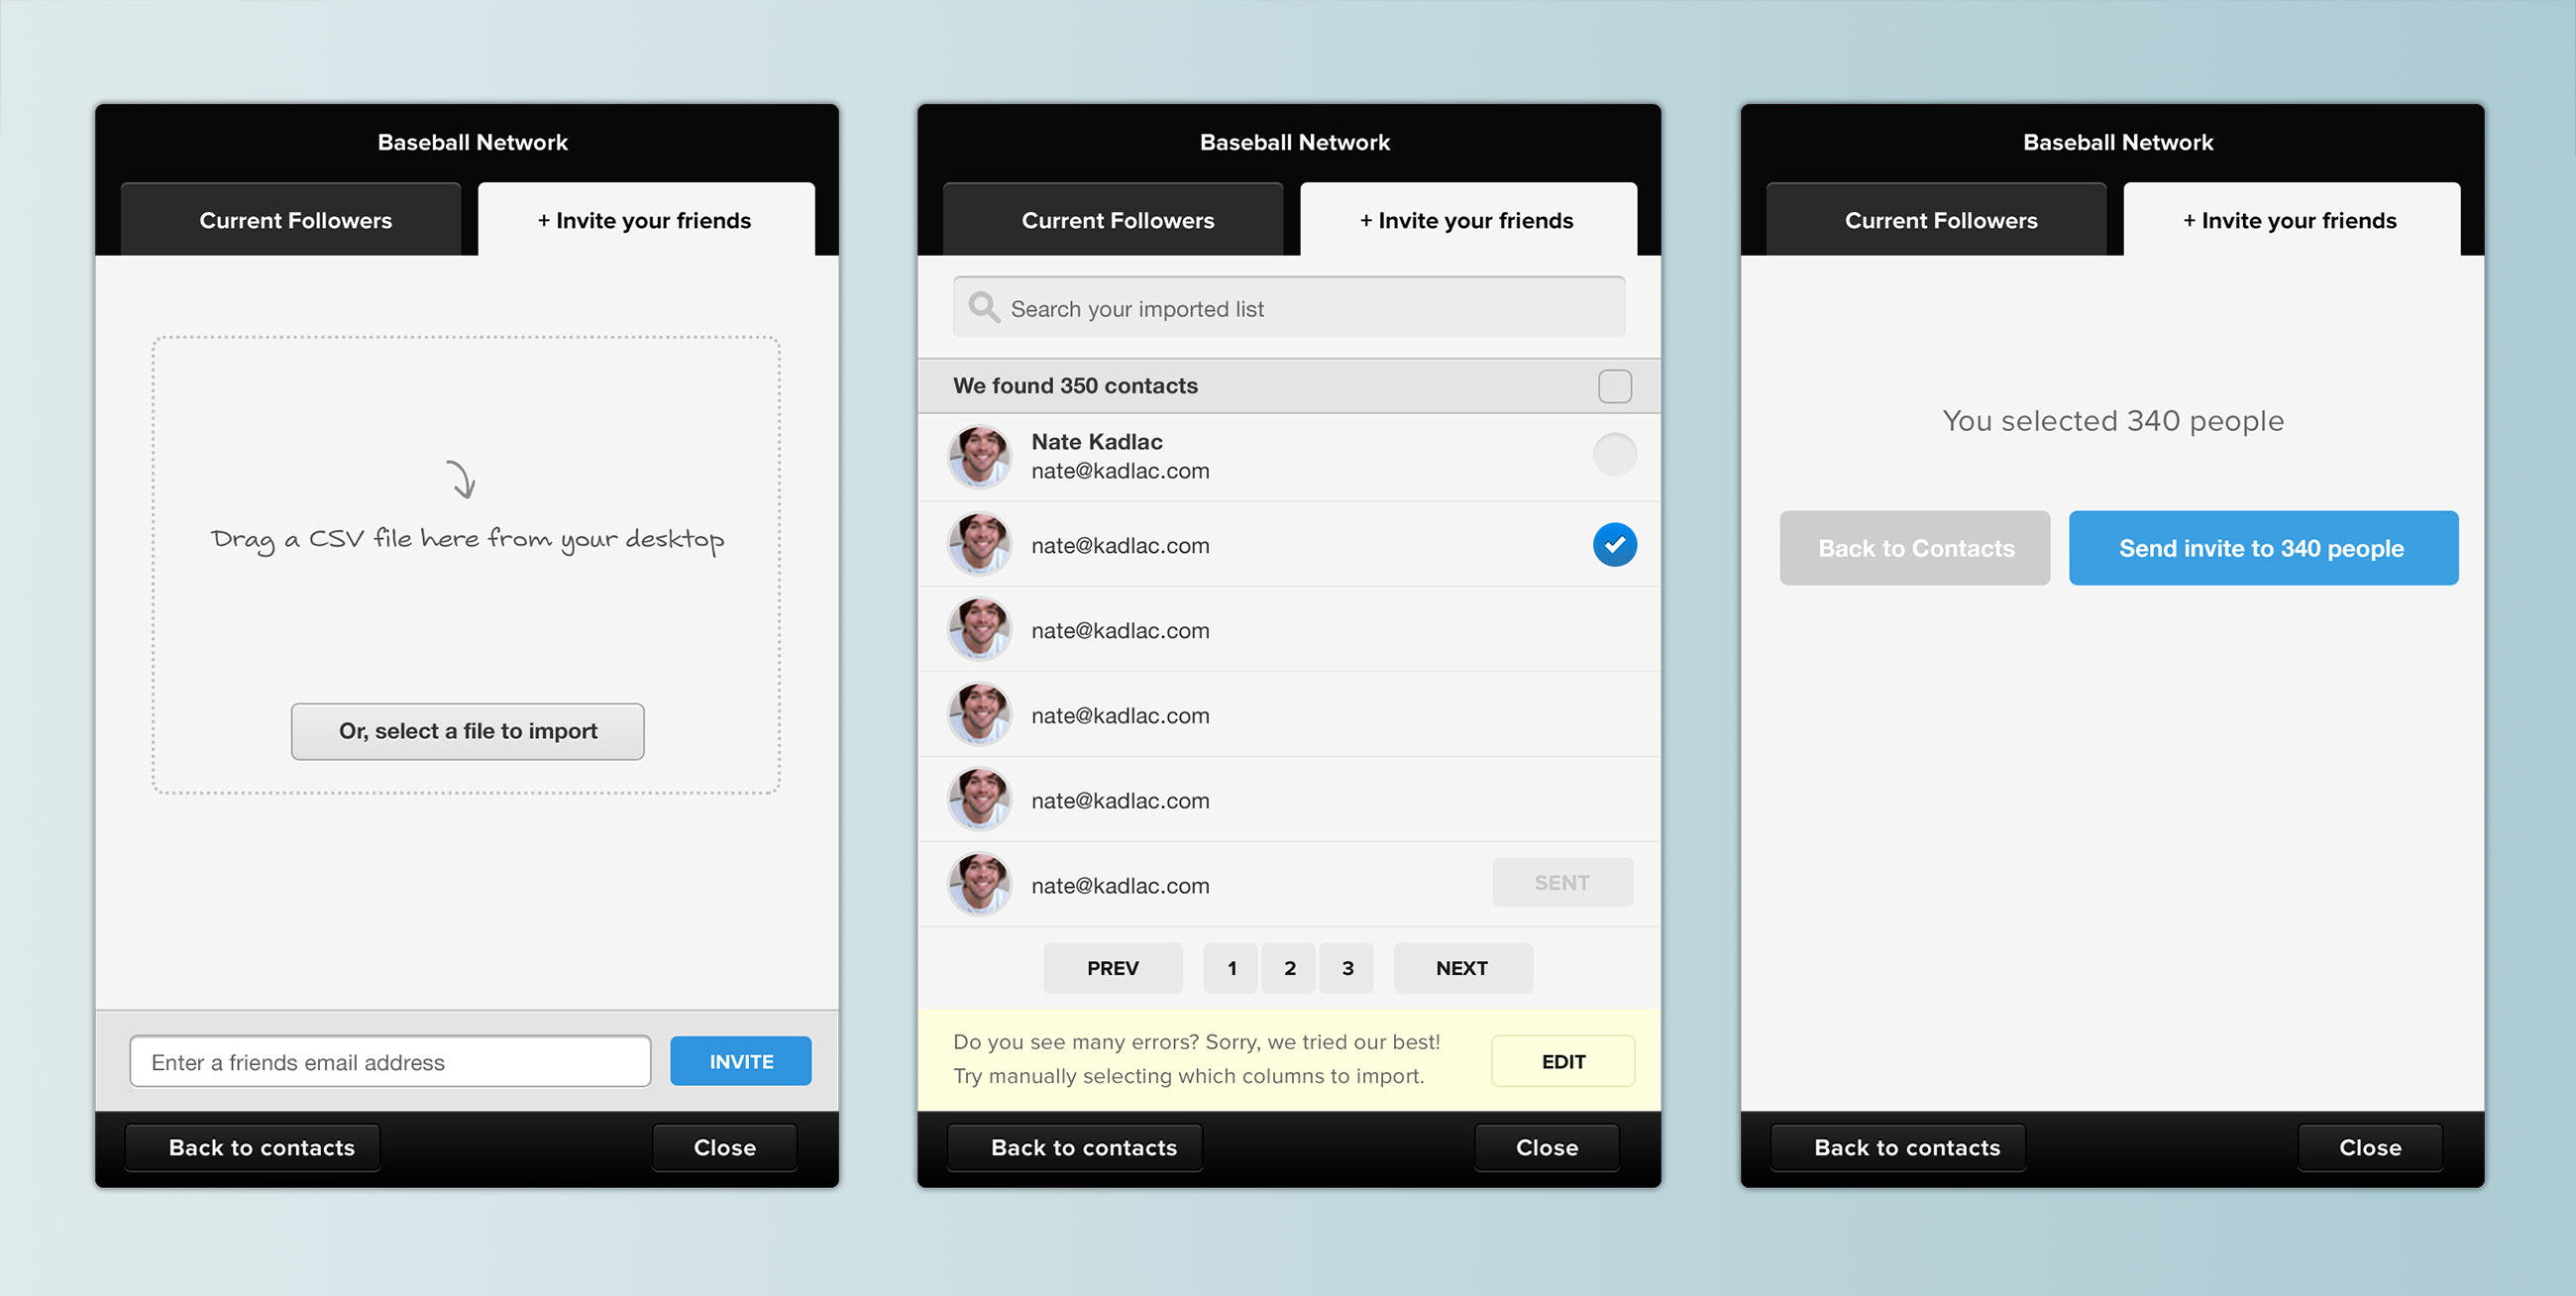 Baseball Network
Current Followers
+ Invite your friends
Drag a CSV file here from your desktop
Or, select a file to import
Enter a friends email address
INVITE
Back to contacts
Close
Baseball Network
Current Followers
+ Invite your friends
Search your imported list
We found 350 contacts
Nate Kadlac
nate@kadlac.com
nate@kadlac.com
nate@kadlac.com
nate@kadlac.com
nate@kadlac.com
nate@kadlac.com
SENT
PREV
1
2
3
NEXT
Do you see many errors? Sorry, we tried our best!
Try manually selecting which columns to import.
EDIT
Back to contacts
Close
Baseball Network
Current Followers
+ Invite your friends
You selected 340 people
Back to Contacts
Send invite to 340 people
Back to contacts
Close